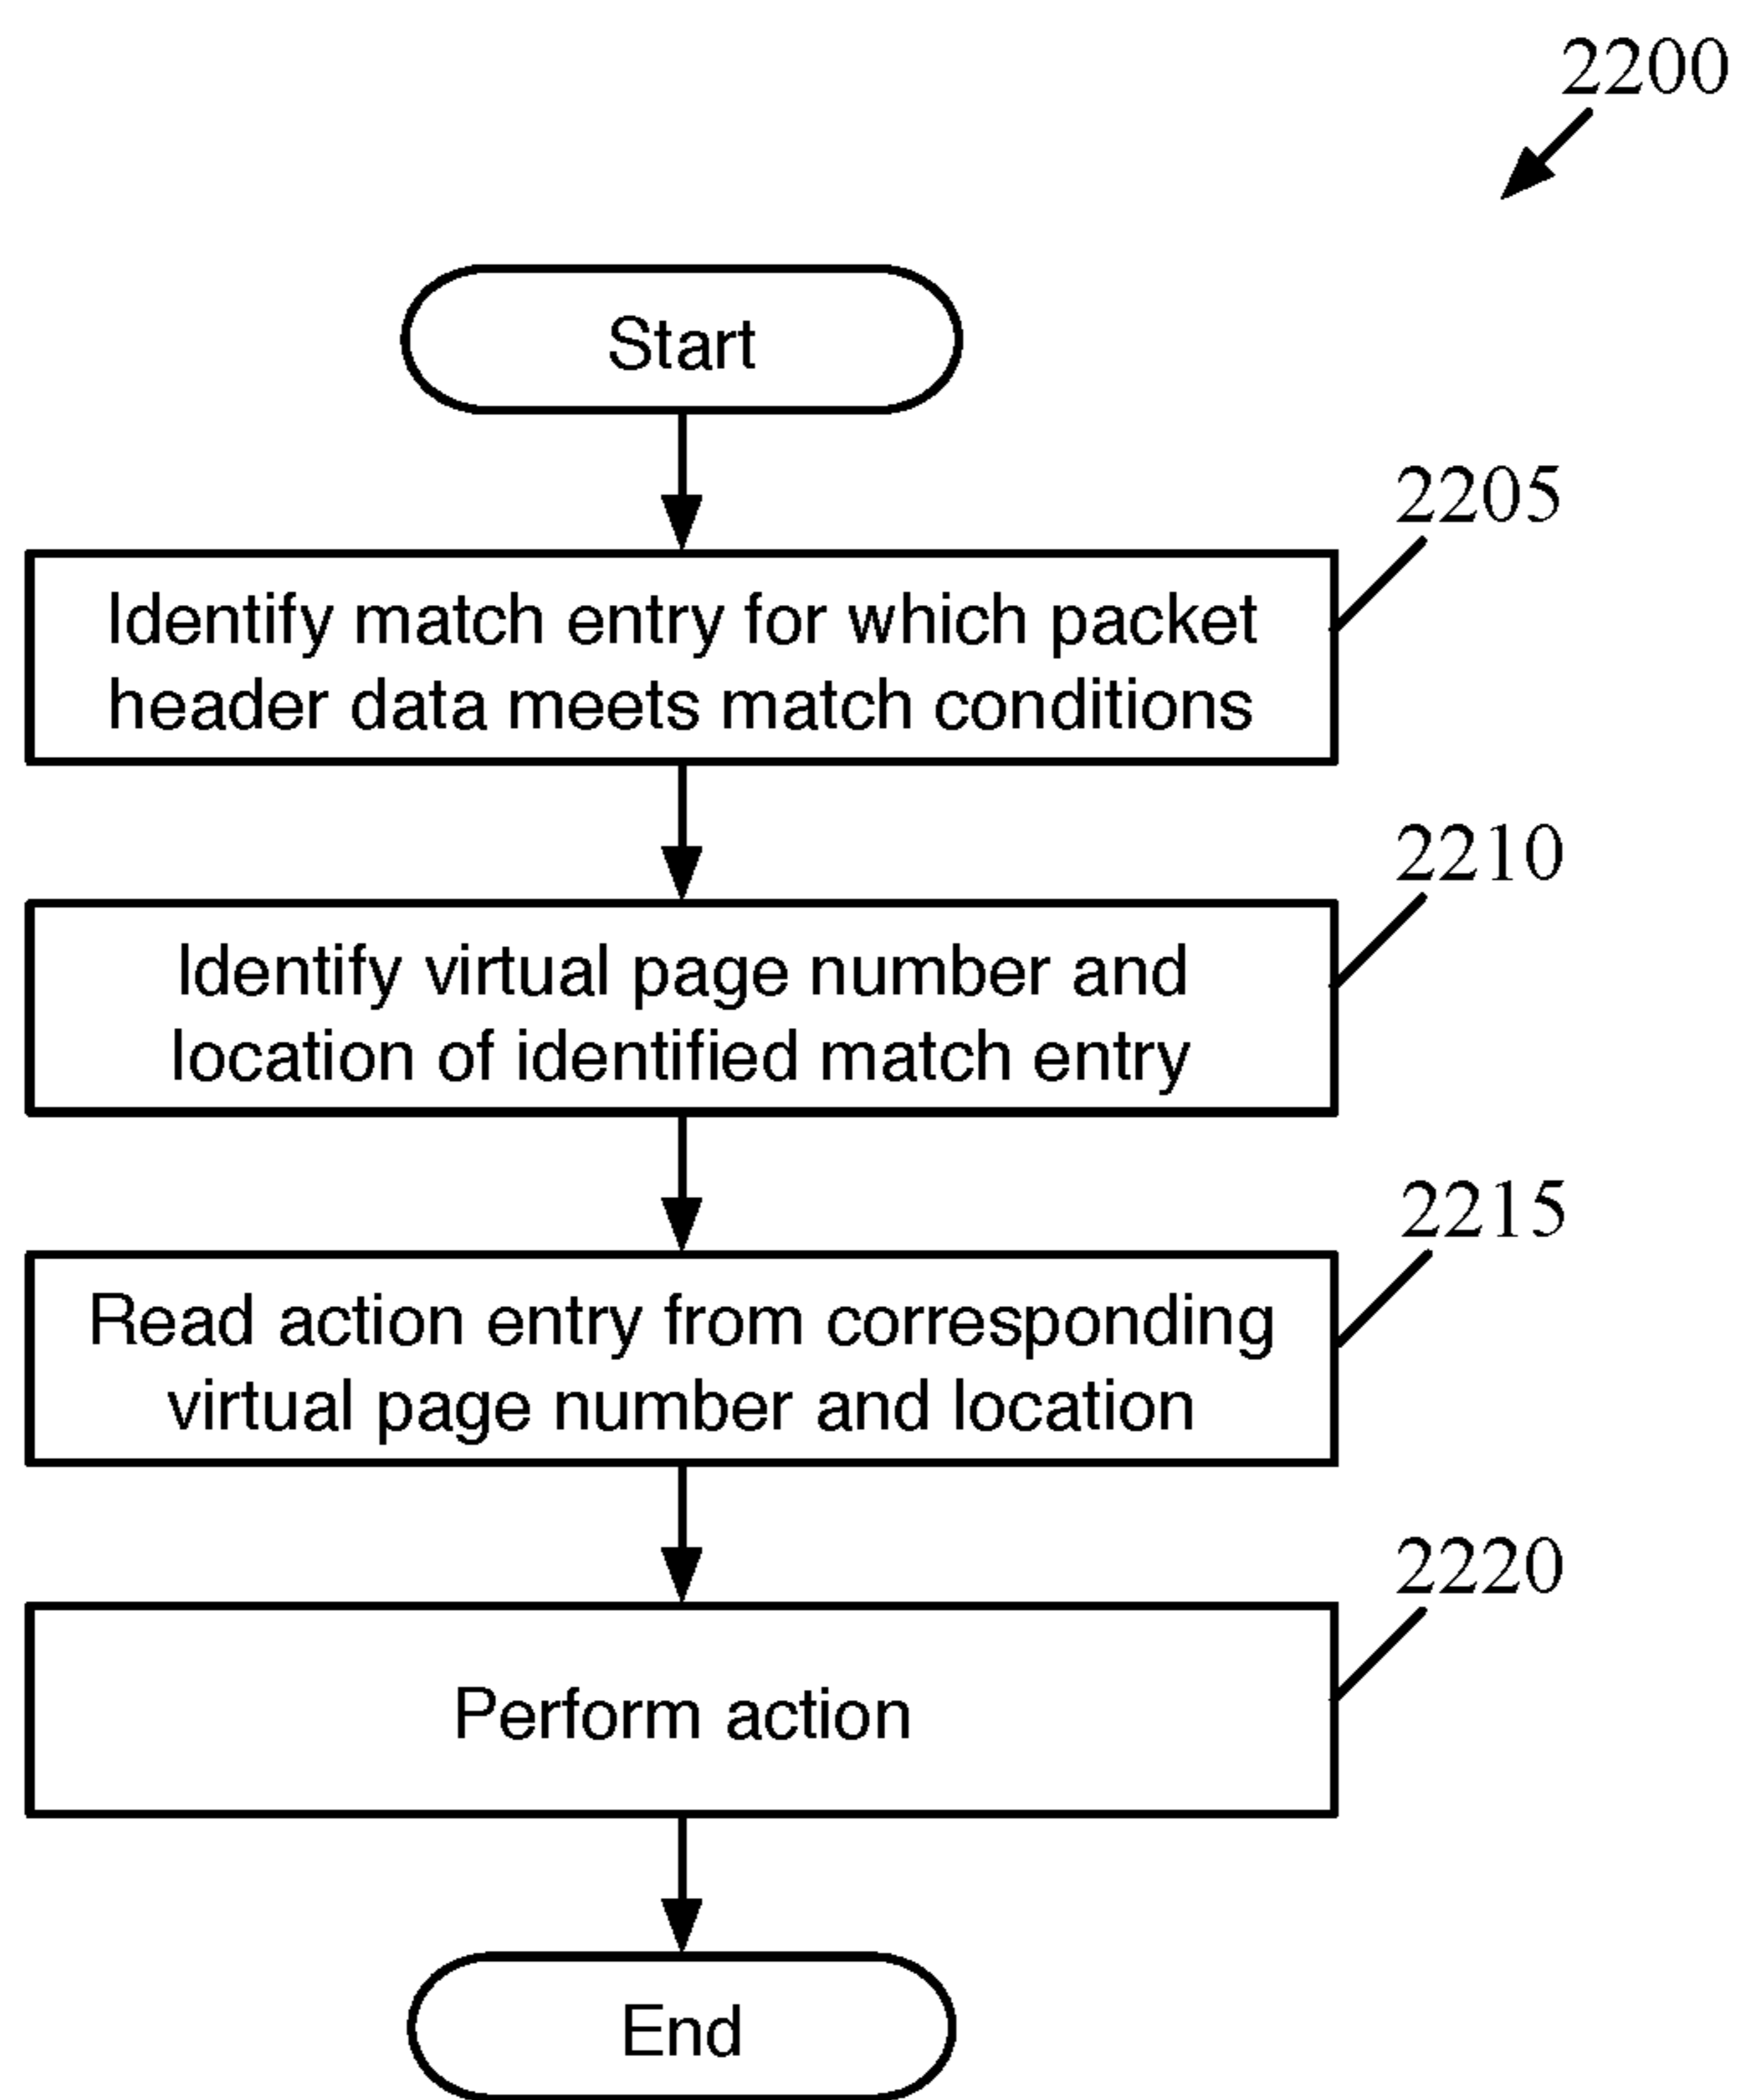 2200
Start
2205
Identify match entry for which packet
header data meets match conditions
2210
Identify virtual page number and
location of identified match entry
2215
Read action entry from corresponding
virtual page number and location
2220
Perform action
End